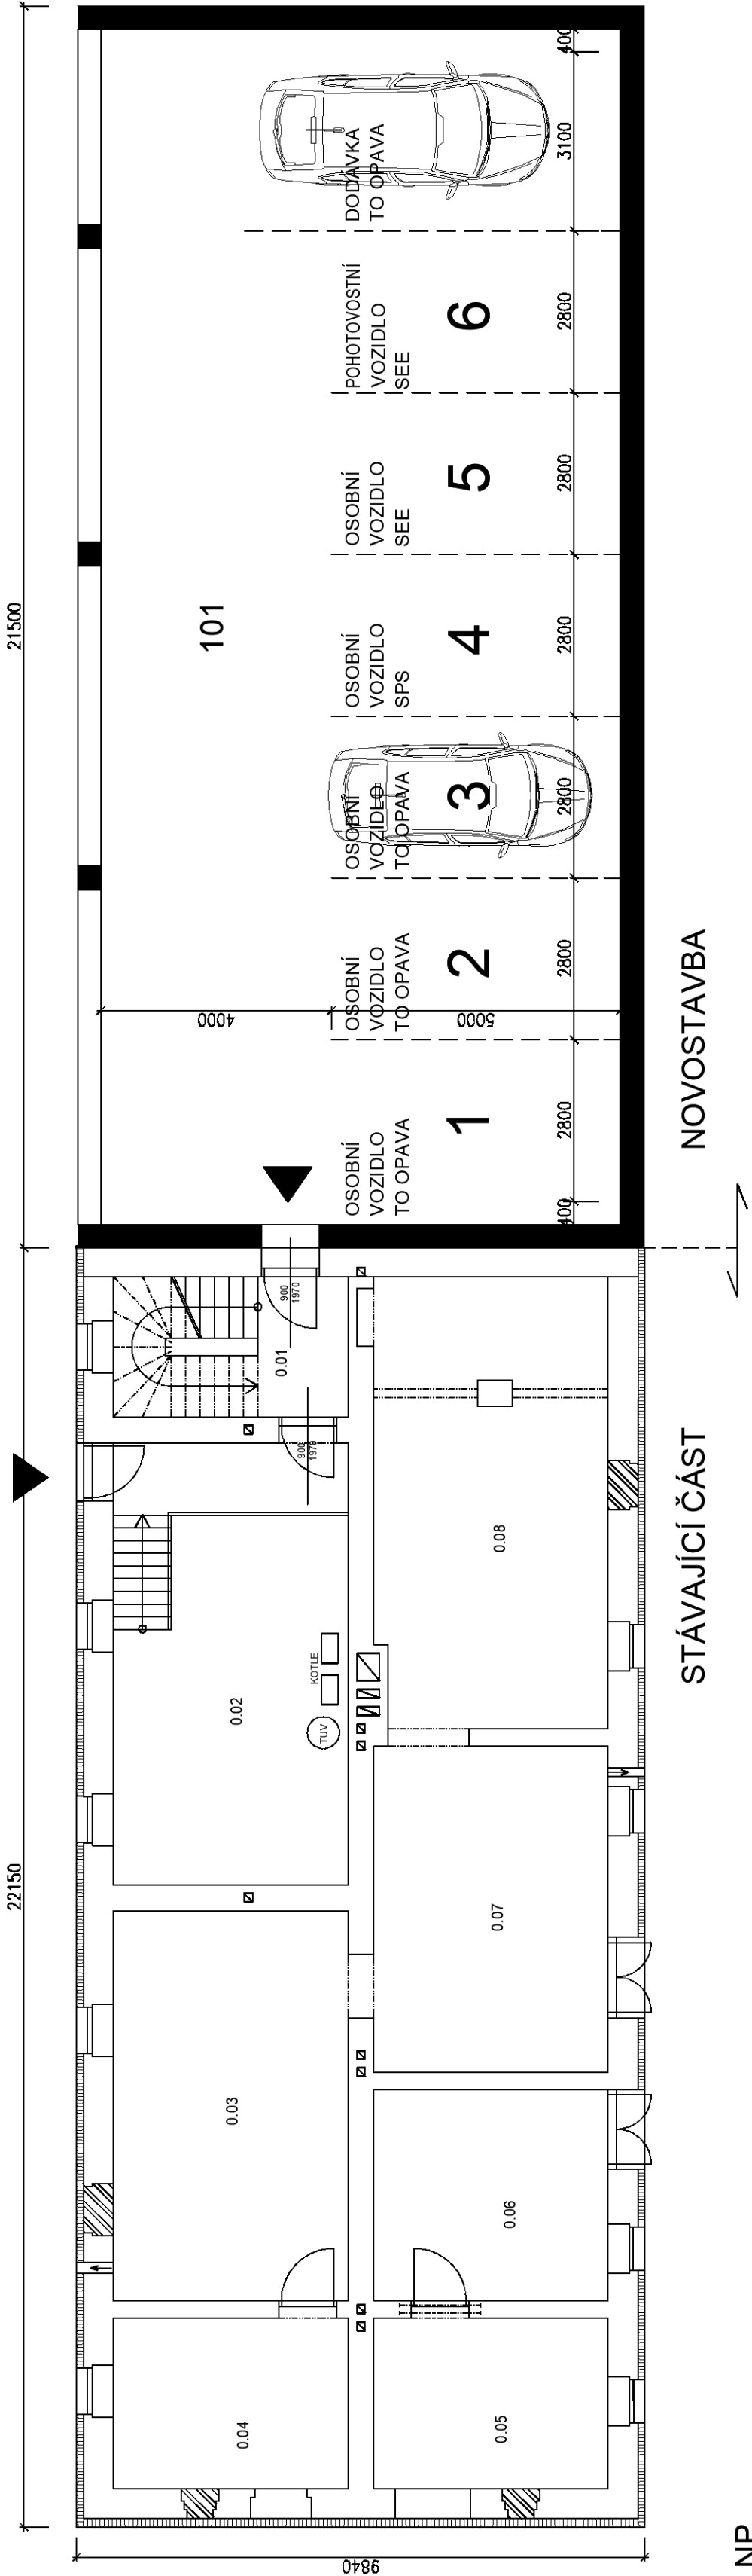 22150
21500
9840
0.04
0.03
0.02
TUV
KOTLE
0.01
900
1970
900
1970
0.05
0.06
0.07
0.08
101
4000
5000
OSOBNÍ
VOZIDLO
TO OPAVA
1
OSOBNÍ
VOZIDLO
TO OPAVA
2
OSOBNÍ
VOZIDLO
TO OPAVA
3
OSOBNÍ
VOZIDLO
SPS
4
OSOBNÍ
VOZIDLO
SEE
5
POHOTOVOSTNÍ
VOZIDLO
SEE
6
DODÁVKA
TO OPAVA
400
2800
2800
2800
2800
2800
2800
3100
400
STÁVAJÍCÍ ČÁST
NOVOSTAVBA
NP